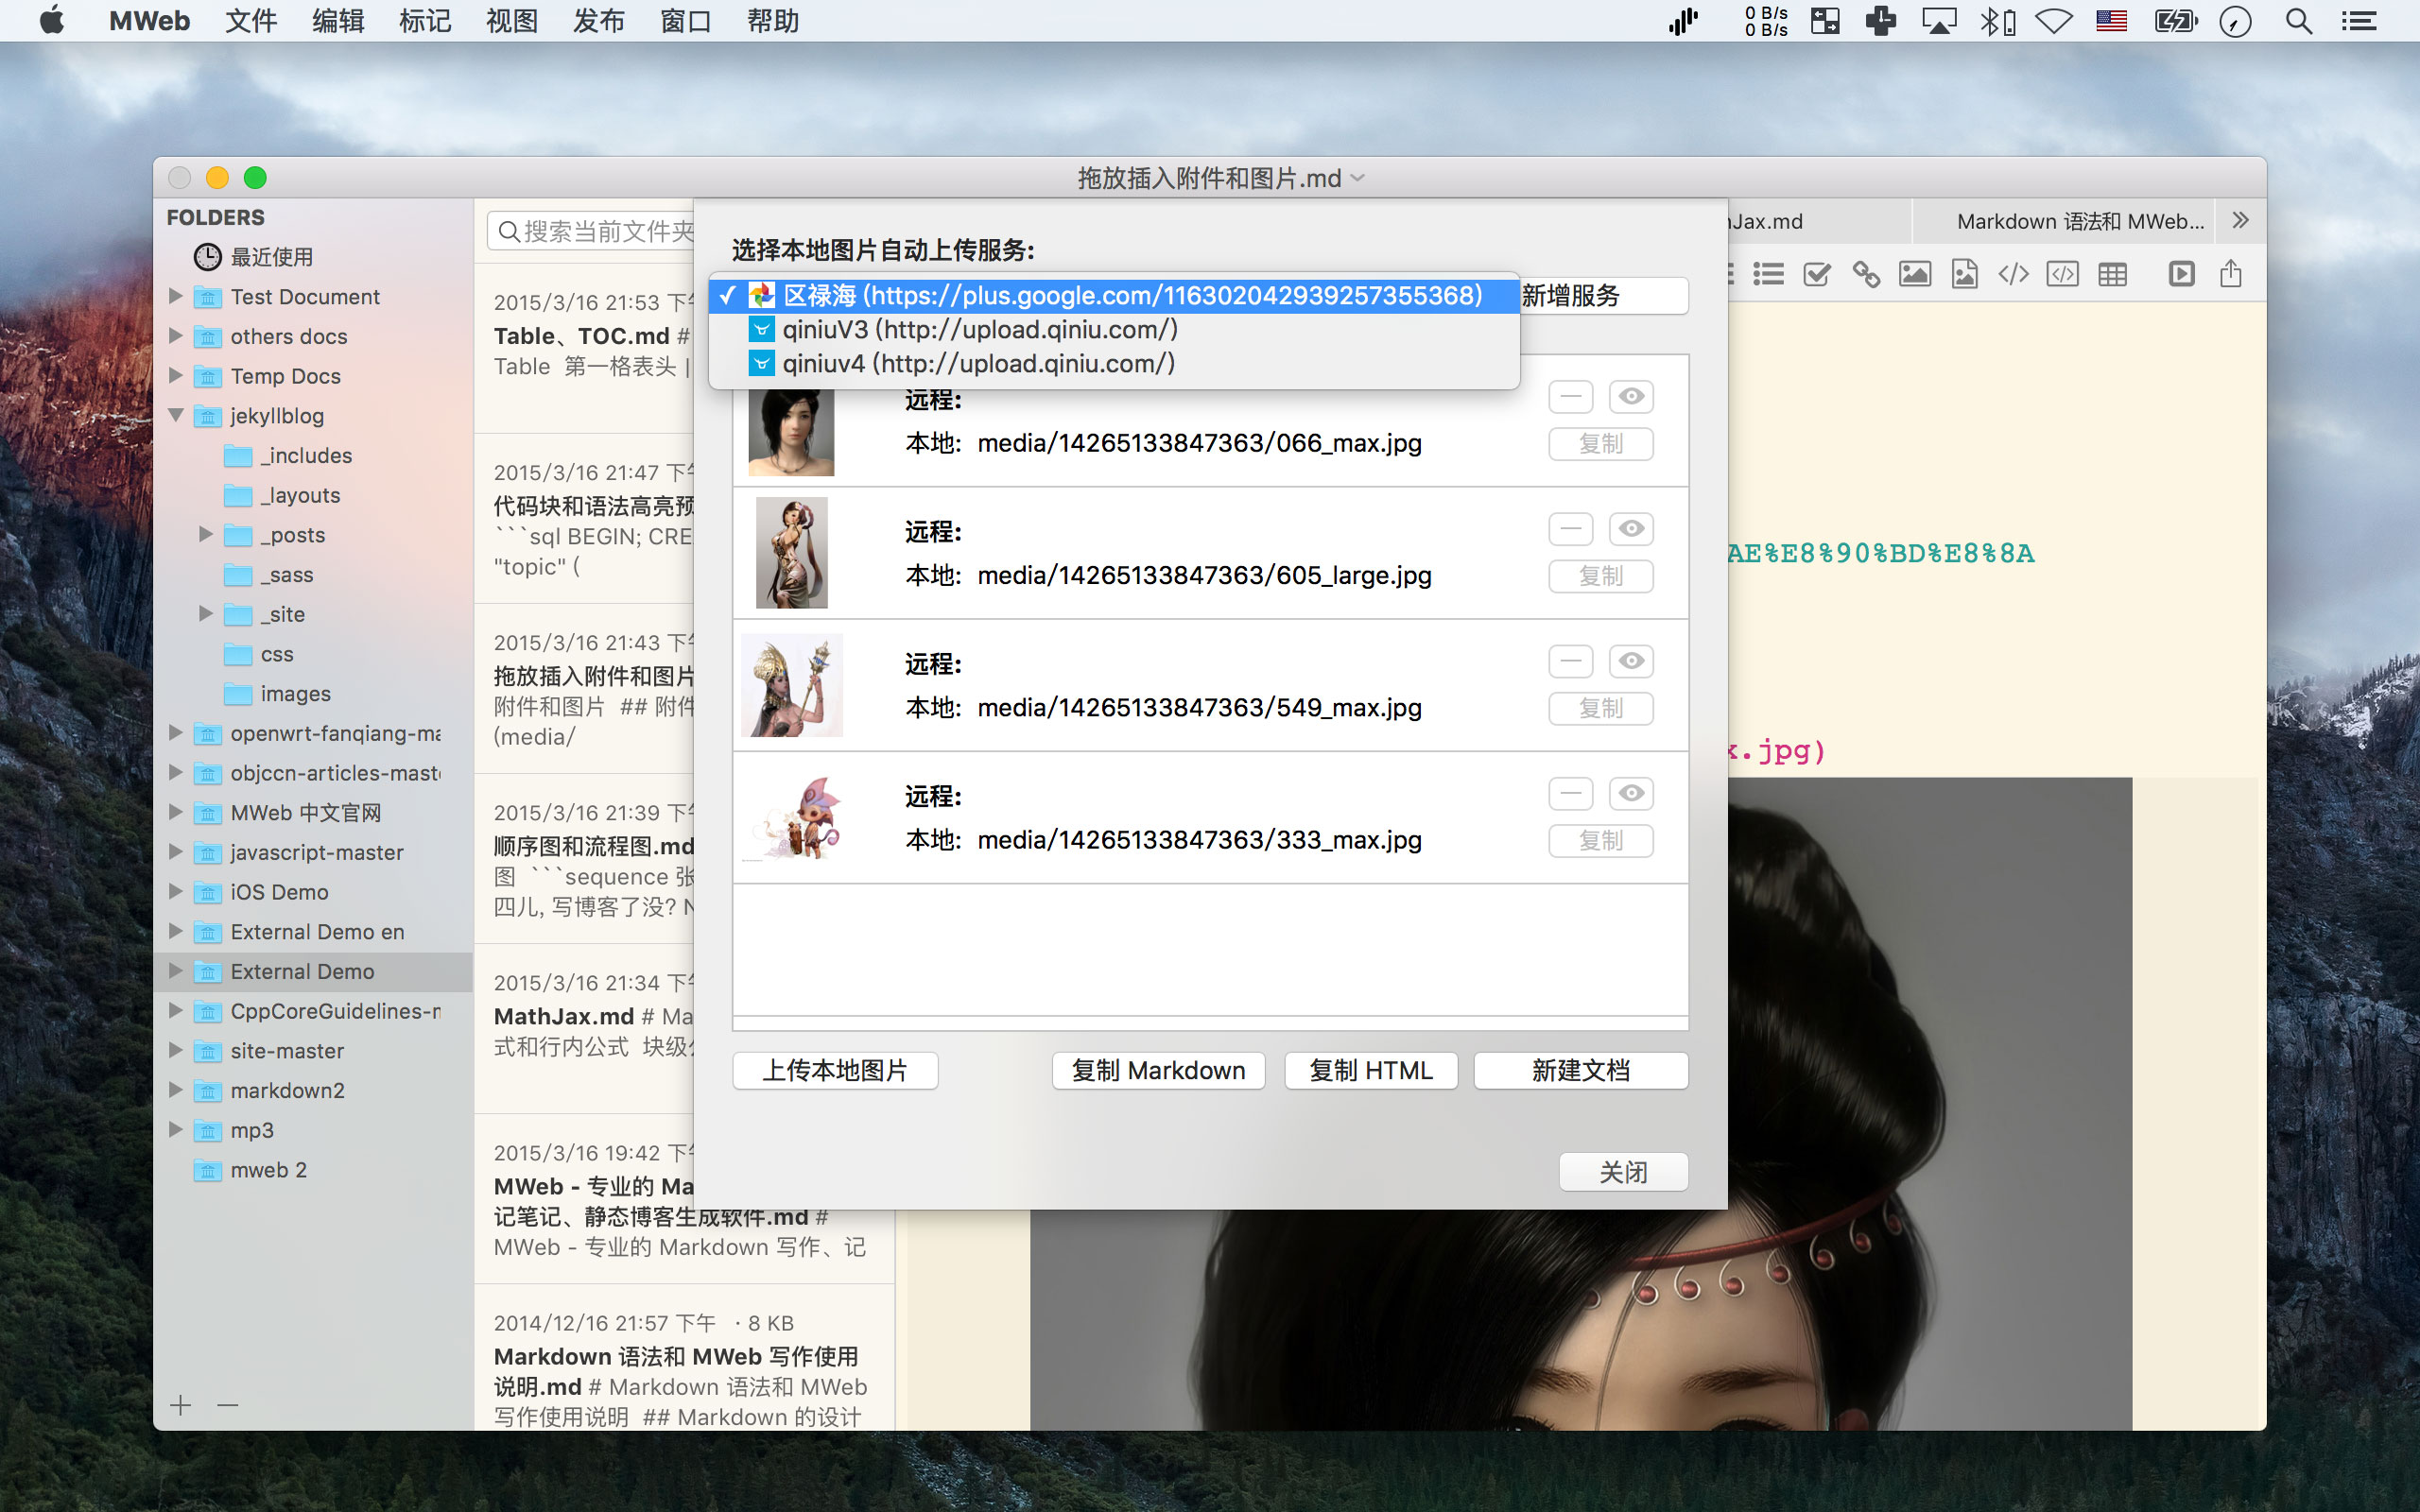 MWeb 文件 编辑 标记 视图 发布 窗口 帮助
0 B/s
0 B/s
拖放插入附件和图片.md
FOLDERS
最近使用
Test Document
others docs
Temp Docs
jekyllblog
_includes
_layouts
_posts
_sass
_site
css
images
openwrt-fanqiang-ma
objccn-articles-mast
MWeb 中文官网
javascript-master
iOS Demo
External Demo en
External Demo
CppCoreGuidelines-m
site-master
markdown2
mp3
mweb 2
搜索当前文件夹
2015/3/16 21:53 下午
Table、TOC.md #
Table 第一格表头 |
2015/3/16 21:47 下午
代码块和语法高亮预
```sql BEGIN; CRE
"topic" (
2015/3/16 21:43 下午
拖放插入附件和图片
附件和图片 ## 附件
(media/
2015/3/16 21:39 下午
顺序图和流程图.md
图 ```sequence 张
四儿, 写博客了没? N
2015/3/16 21:34 下午
MathJax.md # Ma
式和行内公式 块级公
2015/3/16 19:42 下午
MWeb - 专业的 Ma
记笔记、静态博客生成软件.md #
MWeb - 专业的 Markdown 写作、记
2014/12/16 21:57 下午 · 8 KB
Markdown 语法和 MWeb 写作使用
说明.md # Markdown 语法和 MWeb
写作使用说明 ## Markdown 的设计
选择本地图片自动上传服务:
✓ 区禄海 (https://plus.google.com/116302042939257355368)
qiniuV3 (http://upload.qiniu.com/)
qiniuv4 (http://upload.qiniu.com/)
新增服务
远程:
本地: media/14265133847363/066_max.jpg
复制
远程:
本地: media/14265133847363/605_large.jpg
复制
远程:
本地: media/14265133847363/549_max.jpg
复制
远程:
本地: media/14265133847363/333_max.jpg
复制
上传本地图片 复制 Markdown 复制 HTML 新建文档
关闭
Jax.md
Markdown 语法和 MWeb...
AE%E8%90%BD%E8%8A
x.jpg)